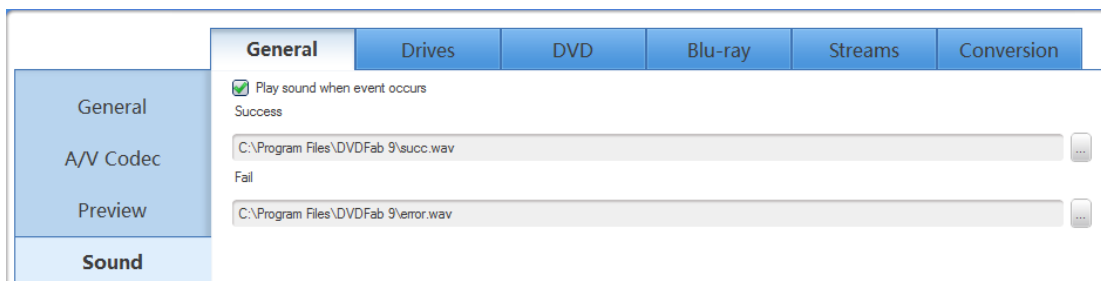 General Drives DVD Blu-ray Streams Conversion
General
A/V Codec
Preview
Sound
Play sound when event occurs
Success
C:\Program Files\DVDFab 9\succ.wav
...
Fail
C:\Program Files\DVDFab 9\error.wav
...